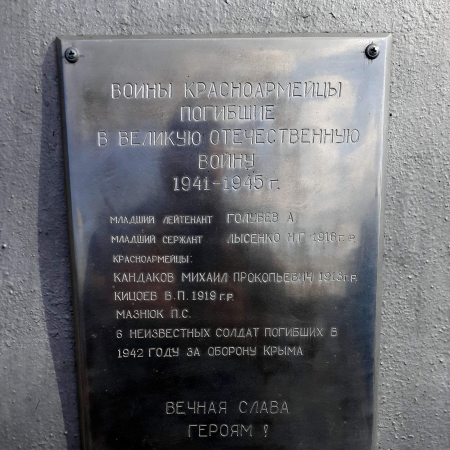 ВОИНЫ КРАСНОАРМЕЙЦЫ
ПОГИБШИЕ
В ВЕЛИКУЮ ОТЕЧЕСТВЕННУЮ
ВОЙНУ
1941-1945 г.
МЛАДШИЙ ЛЕЙТЕНАНТ ГОЛУБЕВ А.
МЛАДШИЙ СЕРЖАНТ ЛЫСЕНКО 1916 г.р.
КРАСНОАРМЕЙЦЫ:
КАНДАКОВ МИХАИЛ ПРОКОПЬЕВИЧ г.р.
КИЦОЕВ В.П. 1919 г.р.
МАЗНЮК П.С.
6 НЕИЗВЕСТНЫХ СОЛДАТ ПОГИБШИХ В
1942 ГОДУ ЗА ОБОРОНУ КРЫМА
ВЕЧНАЯ СЛАВА
ГЕРОЯМ !